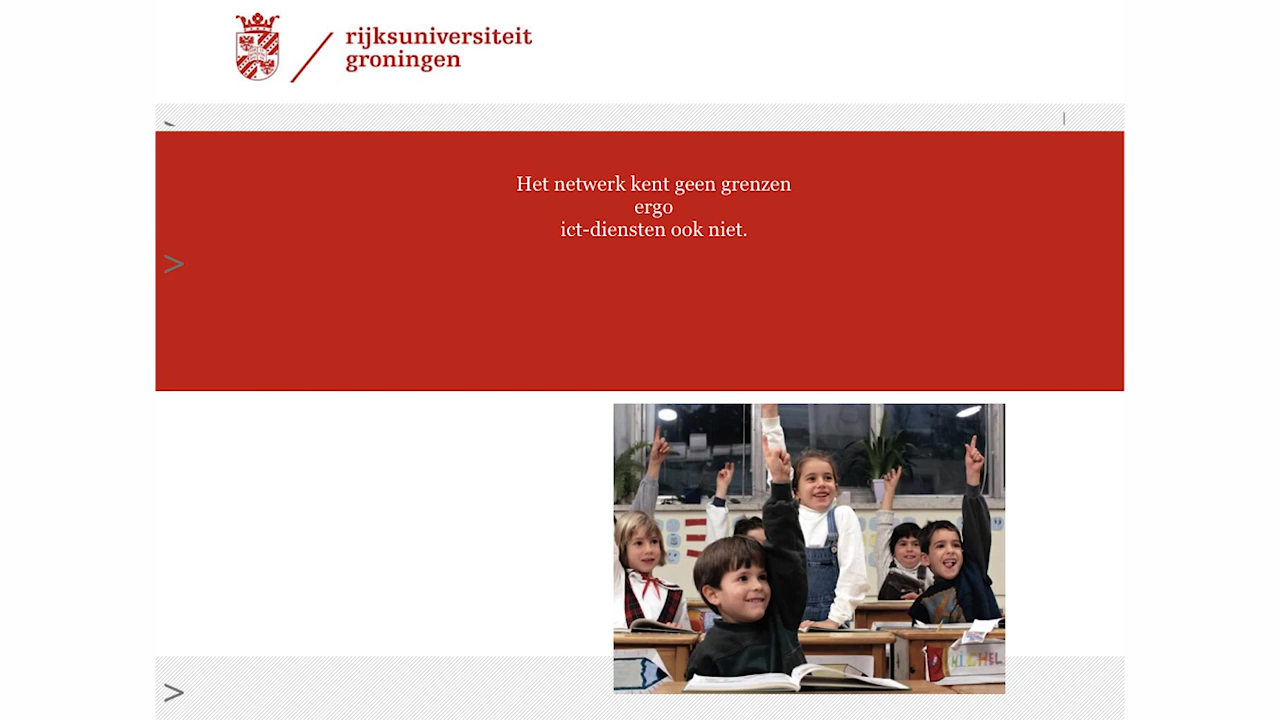 rijksuniversiteit
groningen
Het netwerk kent geen grenzen
ergo
ict-diensten ook niet.
>
>
MICHEL